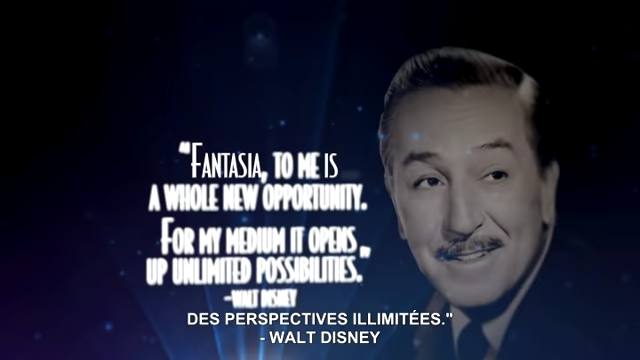 "FANTASIA, TO ME IS
A WHOLE NEW OPPORTUNITY.
FOR MY MEDIUM IT OPENS
UP UNLIMITED POSSIBILITIES."
-WALT DISNEY
DES PERSPECTIVES ILLIMITÉES."
- WALT DISNEY